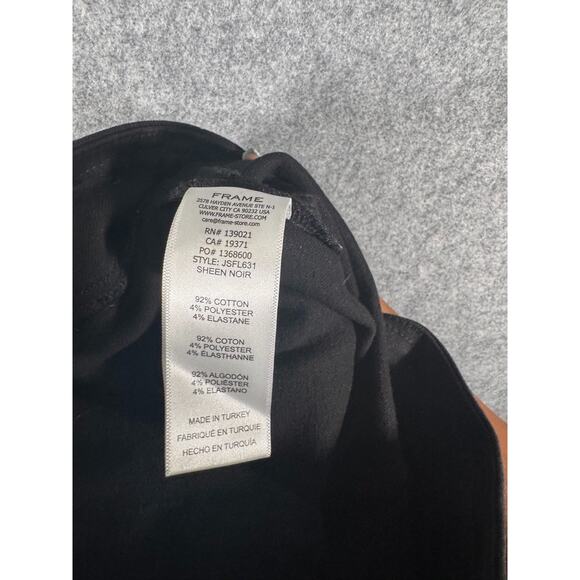 FRAME
2578 HAYDEN AVENUE STE N-1
CULVER CITY CA 90232 USA
WWW.FRAME-STORE.COM
care@frame-store.com
RN# 139021
CA# 19371
PO# 1368600
STYLE: JSFL631
SHEEN NOIR
92% COTTON
4% POLYESTER
4% ELASTANE
92% COTON
4% POLYESTER
4% ÉLASTHANNE
92% ALGODÓN
4% POLIÉSTER
4% ELASTANO
MADE IN TURKEY
FABRIQUÉ EN TURQUIE
HECHO EN TURQUÍA